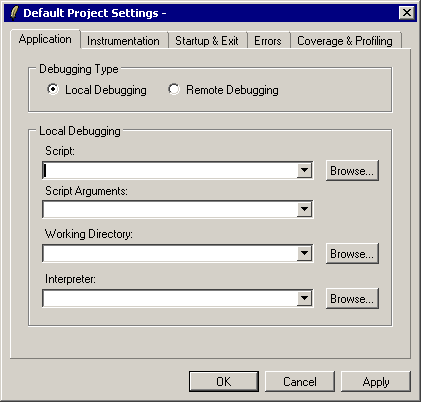 Default Project Settings -
Application Instrumentation Startup & Exit Errors Coverage & Profiling
Debugging Type
Local Debugging Remote Debugging
Local Debugging
Script:
Browse...
Script Arguments:
Working Directory:
Browse...
Interpreter:
Browse...
OK Cancel Apply